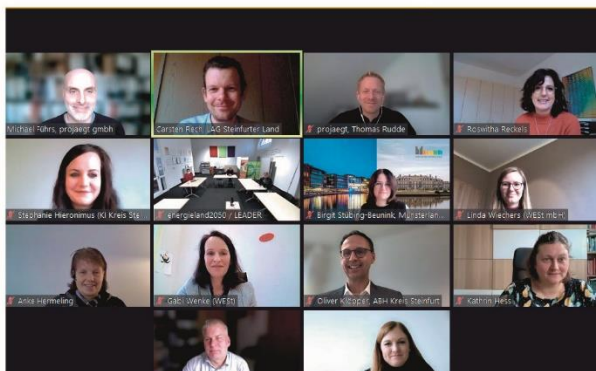 Michael Führs, projaegt gmbh
Carsten Rech LAG Steinfurter Land
projaegt, Thomas Rudde
Roswitha Reckels
Stephanie Hieronimus (KI Kreis Ste...
energieland2050 / LEADER
Birgit Stübing-Beunink, Münsterlan...
Linda Wiechers (WESt mbH)
Anke Hermeling
Gabi Wenke (WESt)
Oliver Klöpper, ABH Kreis Steinfurt
Kathrin Hess